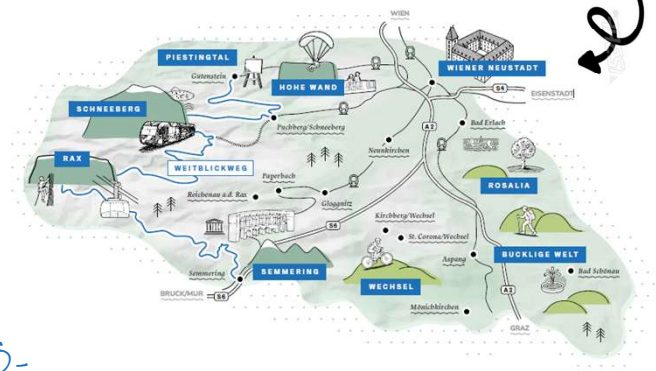 WIEN
PIESTINGTAL
WIENER NEUSTADT
Gutenstein
HOHE WAND
S4
EISENSTADT
SCHNEEBERG
Puchberg/Schneeberg
A2
Bad Erlach
Neunkirchen
RAX
WEITBLICKWEG
Paperbach
ROSALIA
Reichenau a.d. Rax
Gloggnitz
Kirchberg/Wechsel
S6
St. Corona/Wechsel
BUCKLIGE WELT
Aspang
Semmering
SEMMERING
Bad Schönau
WECHSEL
BRUCK/MUR
S6
A2
Mönichkirchen
GRAZ